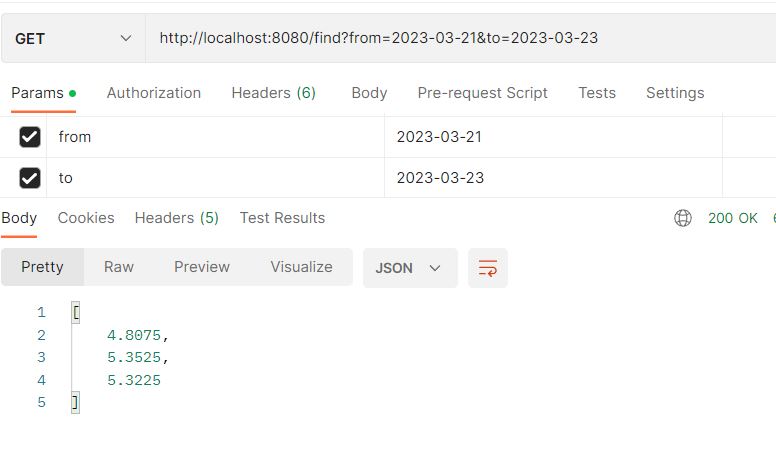 GET http://localhost:8080/find?from=2023-03-21&to=2023-03-23
Params Authorization Headers (6) Body Pre-request Script Tests Settings
from 2023-03-21
to 2023-03-23
Body Cookies Headers (5) Test Results 200 OK
Pretty Raw Preview Visualize JSON
1 [
2 4.8075,
3 5.3525,
4 5.3225
5 ]